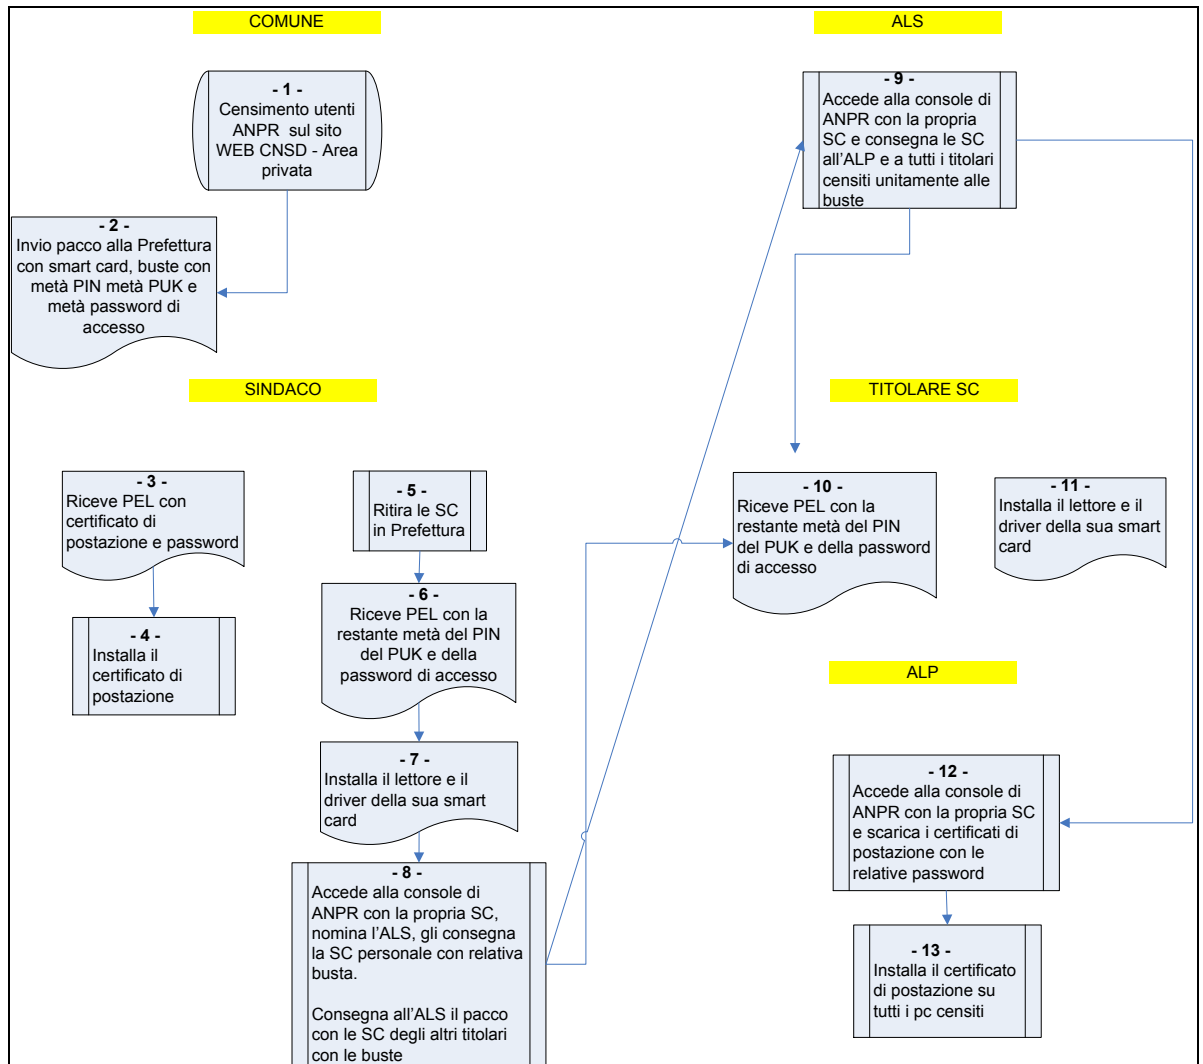 COMUNE
- 1 -
Censimento utenti
ANPR sul sito
WEB CNSD - Area
privata
- 2 -
Invio pacco alla Prefettura
con smart card, buste con
metà PIN metà PUK e
metà password di
accesso
SINDACO
- 3 -
Riceve PEL con
certificato di
postazione e password
- 4 -
Installa il
certificato di
postazione
- 5 -
Ritira le SC
in Prefettura
- 6 -
Riceve PEL con la
restante metà del PIN
del PUK e della
password di accesso
- 7 -
Installa il lettore e il
driver della sua smart
card
- 8 -
Accede alla console di
ANPR con la propria SC,
nomina l'ALS, gli consegna
la SC personale con relativa
busta.
Consegna all'ALS il pacco
con le SC degli altri titolari
con le buste
ALS
- 9 -
Accede alla console di
ANPR con la propria
SC e consegna le SC
all'ALP e a tutti i titolari
censiti unitamente alle
buste
TITOLARE SC
- 10 -
Riceve PEL con la
restante metà del PIN
del PUK e della password
di accesso
- 11 -
Installa il lettore e il
driver della sua smart
card
ALP
- 12 -
Accede alla console di
ANPR con la propria SC
e scarica i certificati di
postazione con le
relative password
- 13 -
Installa il certificato
di postazione su
tutti i pc censiti